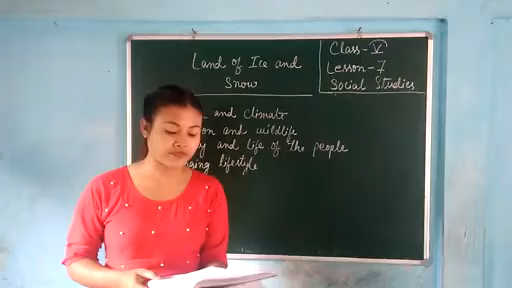 Land of Ice and
Snow
Class - V
Lesson - 7
Social Studies
and climate
and wildlife
and life of the people
lifestyle